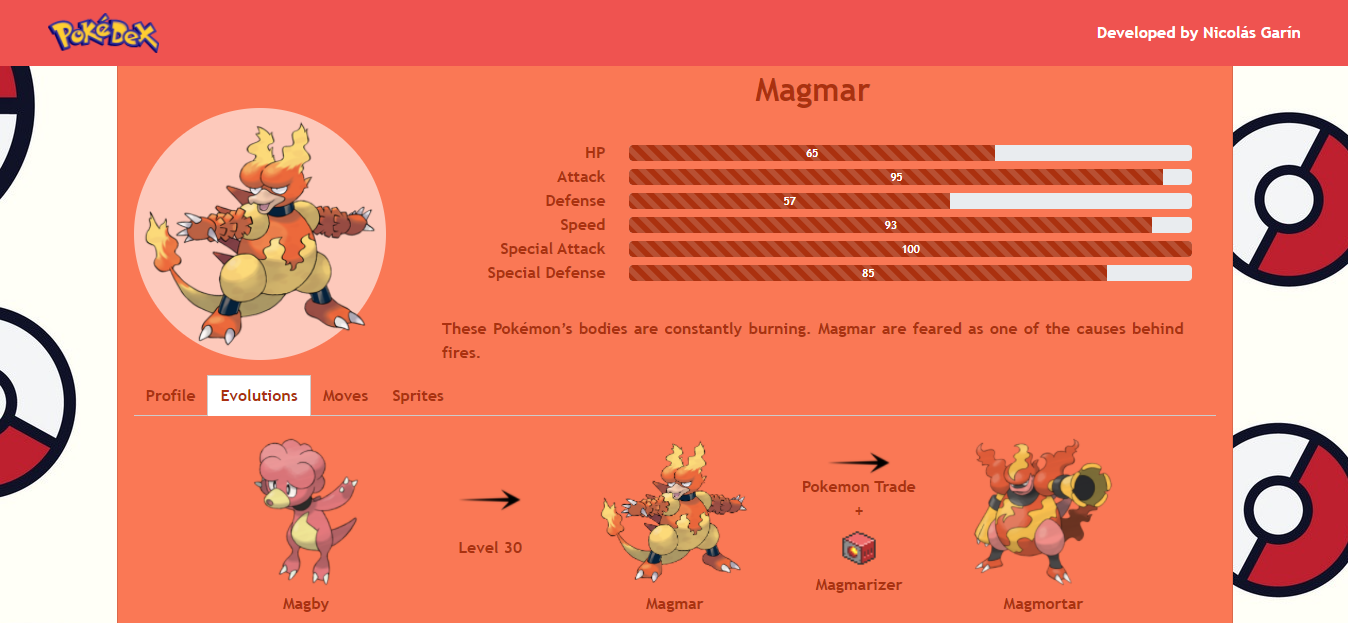 PokéDex
Developed by Nicolás Garín
Magmar
HP 65
Attack 95
Defense 57
Speed 93
Special Attack 100
Special Defense 85
These Pokémon's bodies are constantly burning. Magmar are feared as one of the causes behind
fires.
Profile Evolutions Moves Sprites
Pokemon Trade
+
Level 30
Magmarizer
Magby Magmar Magmortar